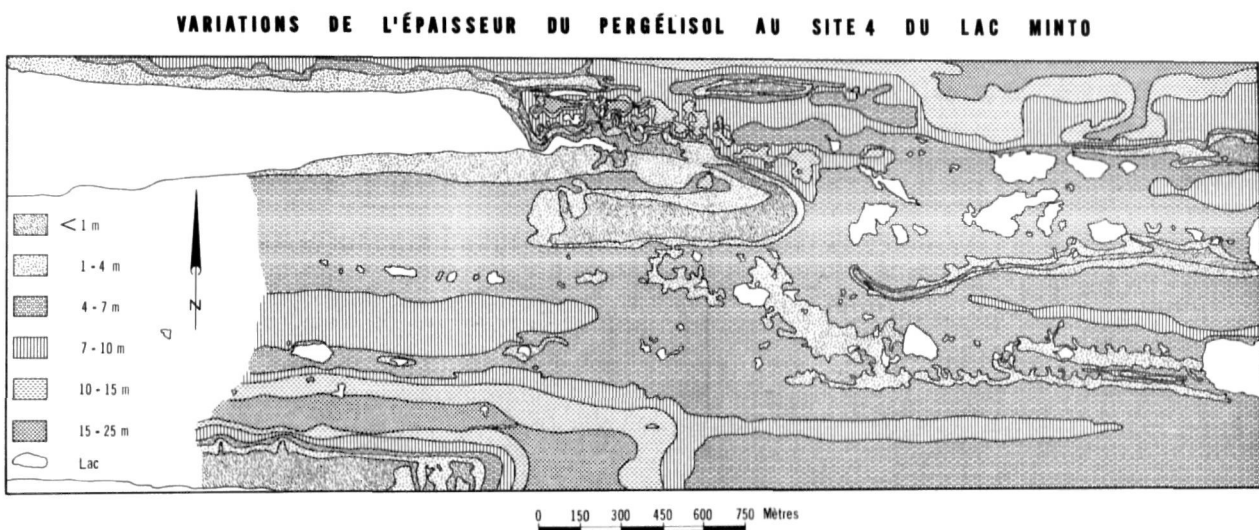 VARIATIONS DE L'ÉPAISSEUR DU PERGÉLISOL AU SITE 4 DU LAC MINTO
< 1 m
1 - 4 m
4 - 7 m
7 - 10 m
10 - 15 m
15 - 25 m
Lac
N
0 150 300 450 600 750 Mètres